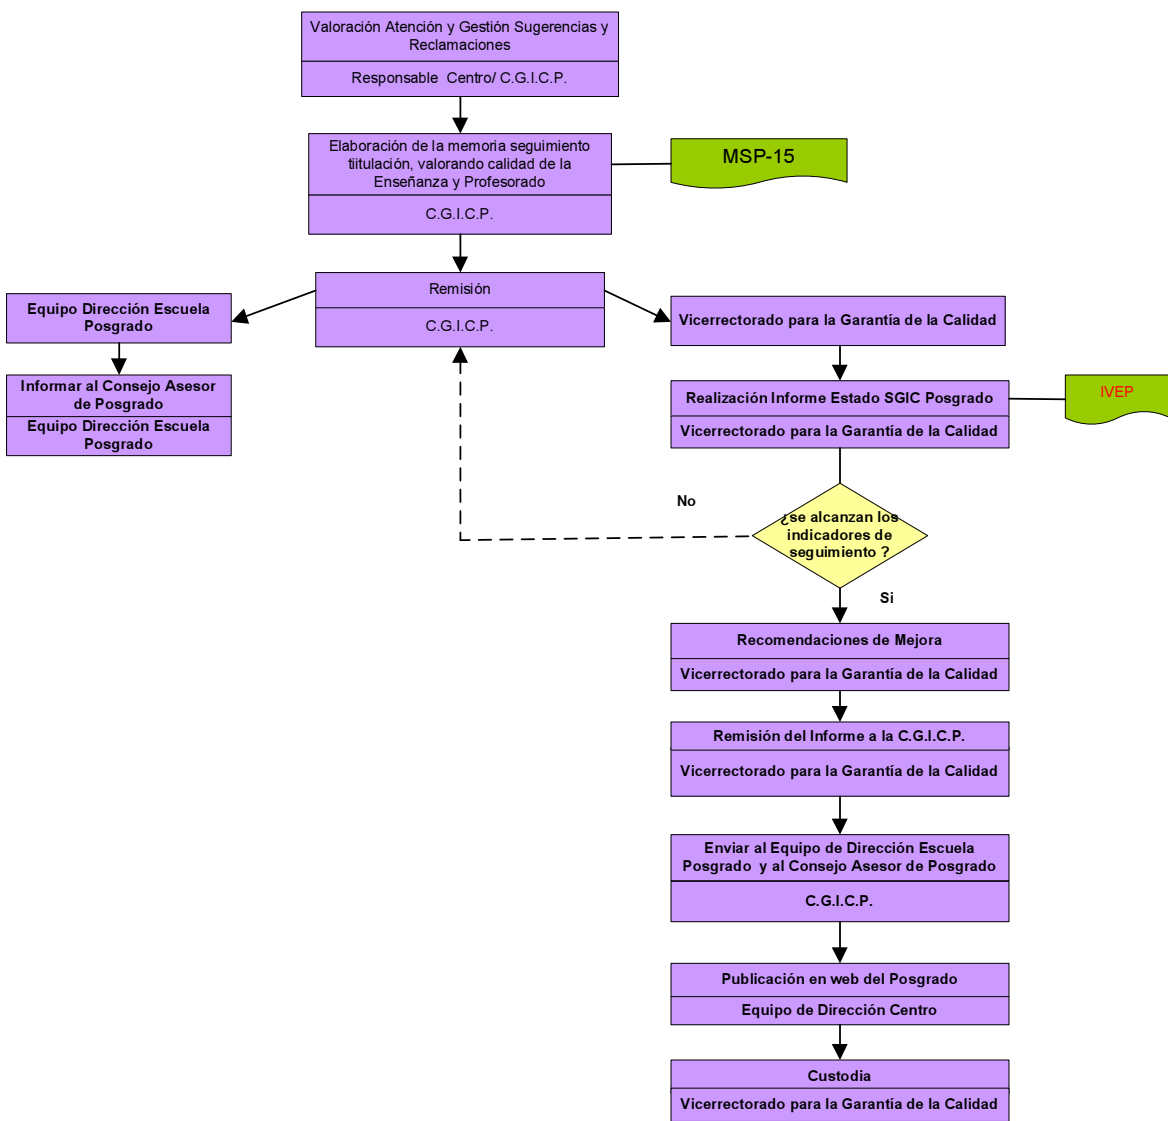 Valoración Atención y Gestión Sugerencias y
Reclamaciones
Responsable Centro/ C.G.I.C.P.
Elaboración de la memoria seguimiento
tiitulación, valorando calidad de la
Enseñanza y Profesorado
C.G.I.C.P.
MSP-15
Remisión
C.G.I.C.P.
Equipo Dirección Escuela
Posgrado
Informar al Consejo Asesor
de Posgrado
Equipo Dirección Escuela
Posgrado
Vicerrectorado para la Garantía de la Calidad
Realización Informe Estado SGIC Posgrado
Vicerrectorado para la Garantía de la Calidad
IVEP
No
¿se alcanzan los
indicadores de
seguimiento ?
Si
Recomendaciones de Mejora
Vicerrectorado para la Garantía de la Calidad
Remisión del Informe a la C.G.I.C.P.
Vicerrectorado para la Garantía de la Calidad
Enviar al Equipo de Dirección Escuela
Posgrado y al Consejo Asesor de Posgrado
C.G.I.C.P.
Publicación en web del Posgrado
Equipo de Dirección Centro
Custodia
Vicerrectorado para la Garantía de la Calidad